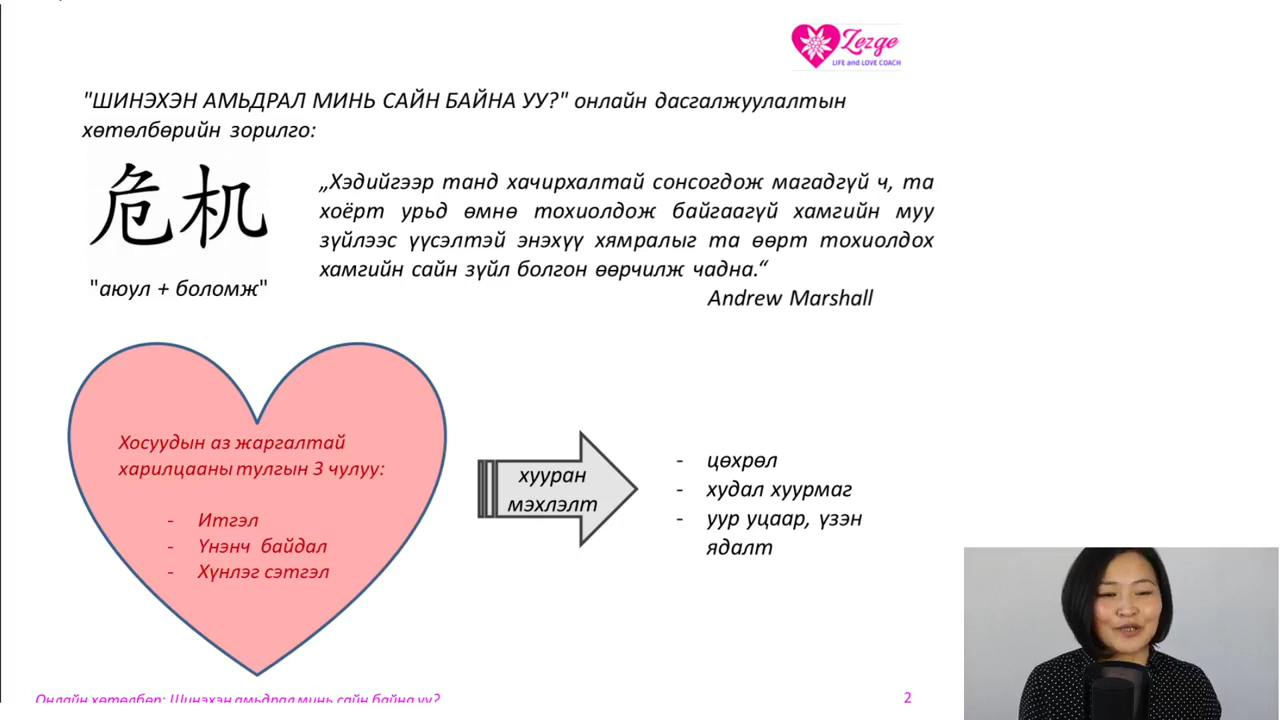 Zezge
LIFE and LOVE COACH
"ШИНЭХЭН АМЬДРАЛ МИНЬ САЙН БАЙНА УУ?" онлайн дасгалжуулалтын
хөтөлбөрийн зорилго:
危机
"аюул + боломж"
„Хэдийгээр танд хачирхалтай сонсогдож магадгүй ч, та
хоёрт урьд өмнө тохиолдож байгаагүй хамгийн муу
зүйлээс үүсэлтэй энэхүү хямралыг та өөрт тохиолдох
хамгийн сайн зүйл болгон өөрчилж чадна.“
Andrew Marshall
Хосуудын аз жаргалтай
харилцааны тулгын 3 чулуу:
- Итгэл
- Үнэнч байдал
- Хүнлэг сэтгэл
хууран
мэхлэлт
- цөхрөл
- худал хуурмаг
- уур уцаар, үзэн
ядалт
Онлайн хөтөлбөр: Шинэхэн амьдрал минь сайн байна уу?
2